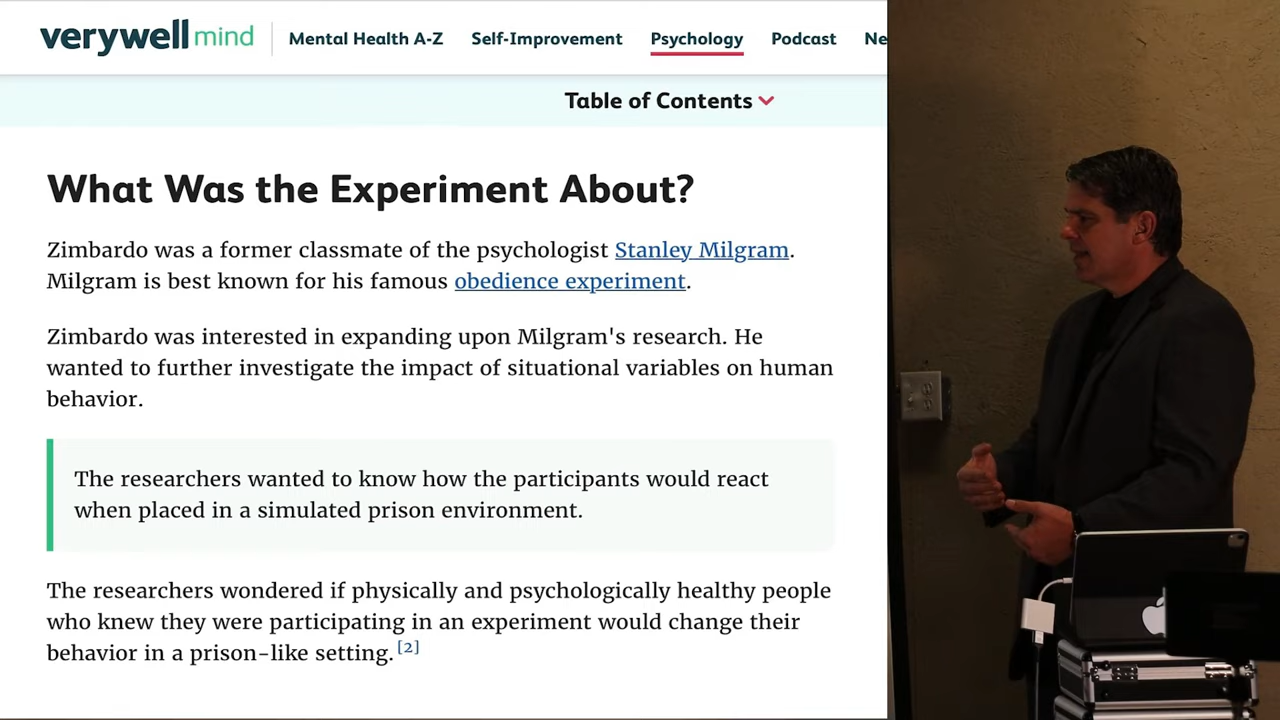 verywell mind
Mental Health A-Z Self-Improvement Psychology Podcast Ne
Table of Contents
What Was the Experiment About?
Zimbardo was a former classmate of the psychologist Stanley Milgram.
Milgram is best known for his famous obedience experiment.
Zimbardo was interested in expanding upon Milgram's research. He
wanted to further investigate the impact of situational variables on human
behavior.
The researchers wanted to know how the participants would react
when placed in a simulated prison environment.
The researchers wondered if physically and psychologically healthy people
who knew they were participating in an experiment would change their
behavior in a prison-like setting. [2]